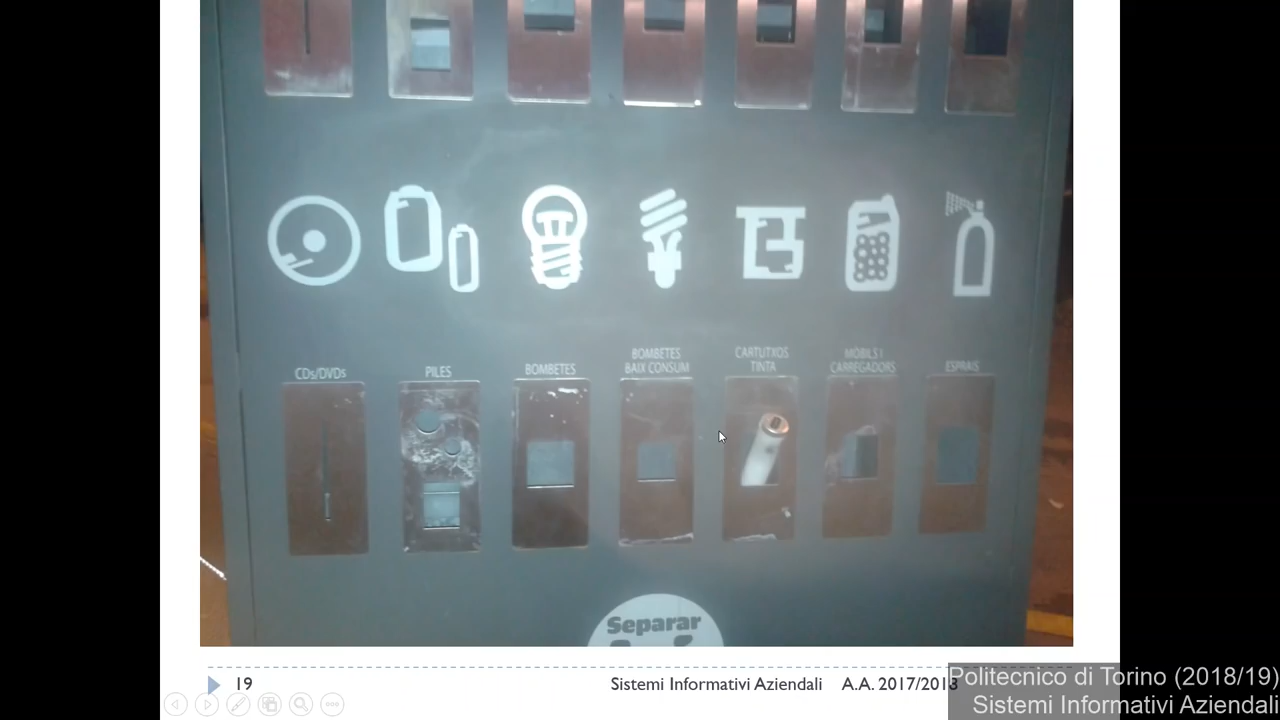 CDs/DVDs
PILES
BOMBETES
BOMBETES
BAIX CONSUM
CARTUTXOS
TINTA
MÒBILS I
CARREGADORS
ESPRAIS
Separar
19
Sistemi Informativi Aziendali
A.A. 2017/2018
Politecnico di Torino (2018/19)
Sistemi Informativi Aziendali